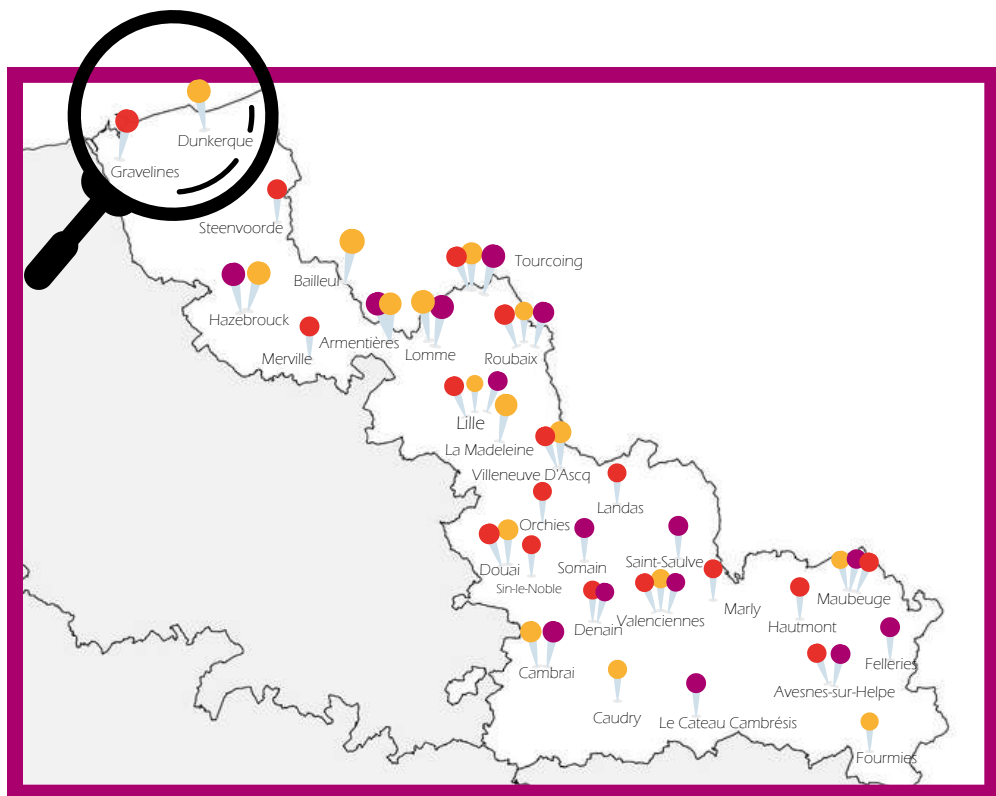 Dunkerque
Gravelines
Steenvoorde
Tourcoing
Bailleul
Hazebrouck
Armentières
Lomme
Roubaix
Merville
Lille
La Madeleine
Villeneuve D'Ascq
Landas
Orchies
Saint-Saulve
Somain
Douai
Sin-le-Noble
Maubeuge
Marly
Valenciennes
Hautmont
Denain
Felleries
Cambrai
Avesnes-sur-Helpe
Caudry
Le Cateau Cambrésis
Fourmies